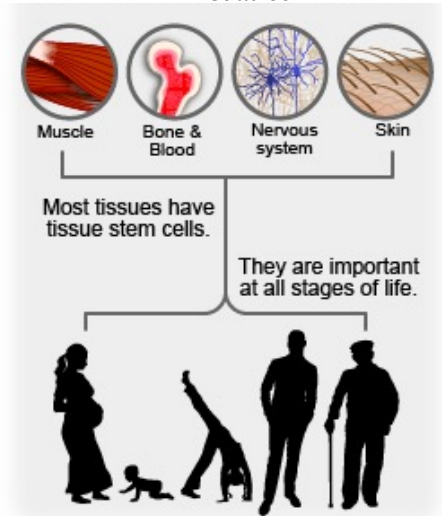 Muscle
Bone &
Blood
Nervous
system
Skin
Most tissues have
tissue stem cells.
They are important
at all stages of life.